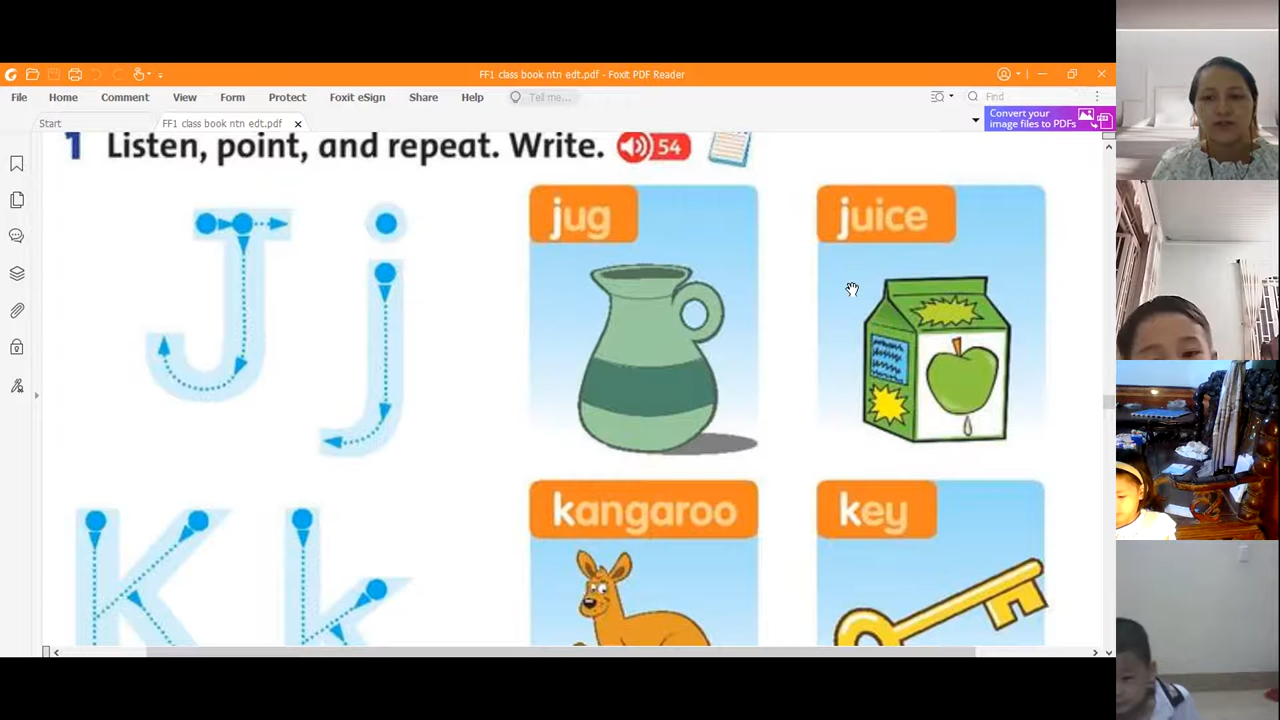 FF1 class book ntn edt.pdf - Foxit PDF Reader
File Home Comment View Form Protect Foxit eSign Share Help Tell me... Find
Start FF1 class book ntn edt.pdf
Convert your
image files to PDFs
1 Listen, point, and repeat. Write. 54
J j
jug
juice
K k
kangaroo
key